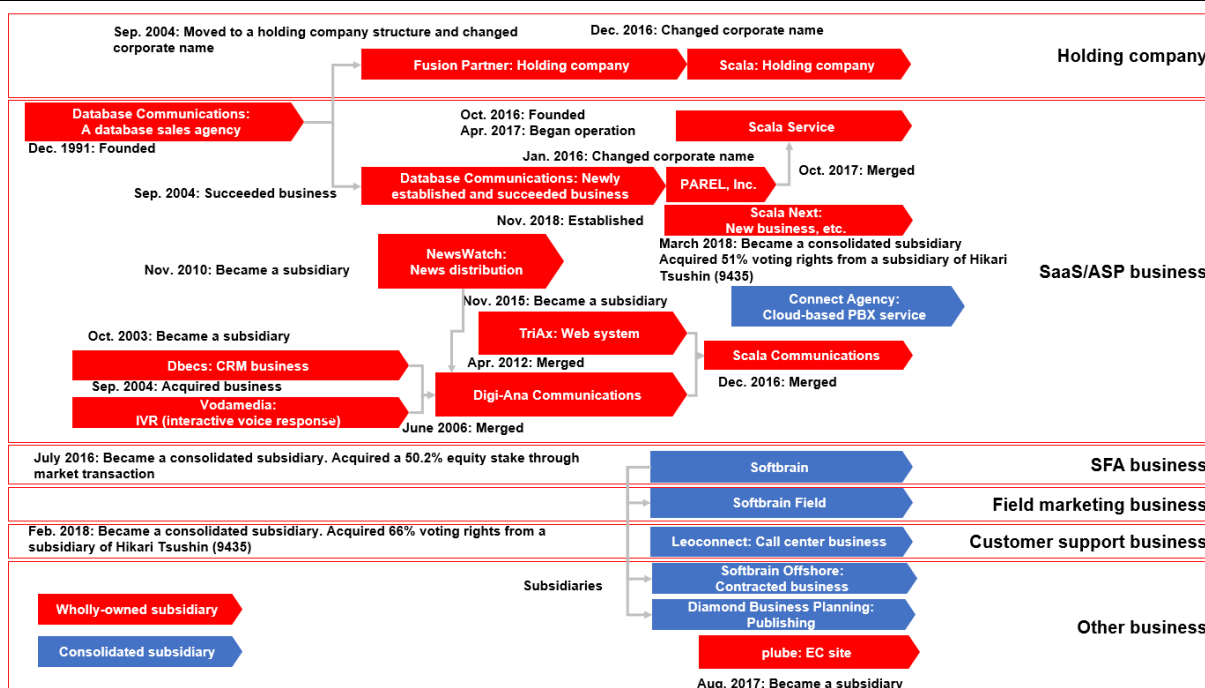 Sep. 2004: Moved to a holding company structure and changed
corporate name
Dec. 2016: Changed corporate name
Holding company
Fusion Partner: Holding company
Scala: Holding company
Database Communications:
A database sales agency
Dec. 1991: Founded
Oct. 2016: Founded
Apr. 2017: Began operation
Scala Service
Jan. 2016: Changed corporate name
Oct. 2017: Merged
Sep. 2004: Succeeded business
Database Communications: Newly
established and succeeded business
PAREL, Inc.
Nov. 2018: Established
Scala Next:
New business, etc.
March 2018: Became a consolidated subsidiary
Acquired 51% voting rights from a subsidiary of Hikari
Tsushin (9435)
SaaS/ASP business
Nov. 2010: Became a subsidiary
NewsWatch:
News distribution
Connect Agency:
Cloud-based PBX service
Nov. 2015: Became a subsidiary
TriAx: Web system
Oct. 2003: Became a subsidiary
Dbecs: CRM business
Apr. 2012: Merged
Scala Communications
Dec. 2016: Merged
Sep. 2004: Acquired business
Vodamedia:
IVR (interactive voice response)
Digi-Ana Communications
June 2006: Merged
July 2016: Became a consolidated subsidiary. Acquired a 50.2% equity stake through
market transaction
Softbrain
SFA business
Softbrain Field
Field marketing business
Feb. 2018: Became a consolidated subsidiary. Acquired 66% voting rights from a
subsidiary of Hikari Tsushin (9435)
Leoconnect: Call center business
Customer support business
Subsidiaries
Softbrain Offshore:
Contracted business
Diamond Business Planning:
Publishing
Other business
Wholly-owned subsidiary
Consolidated subsidiary
plube: EC site
Aug. 2017: Became a subsidiary